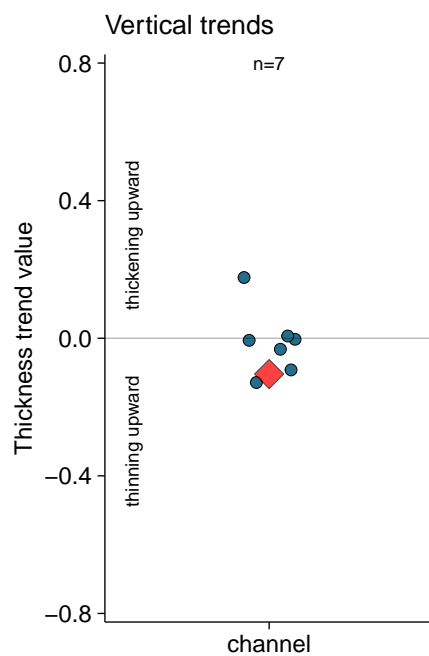 Vertical trends
n=7
0.8
0.4
0.0
−0.4
−0.8
Thickness trend value
thickening upward
thinning upward
channel